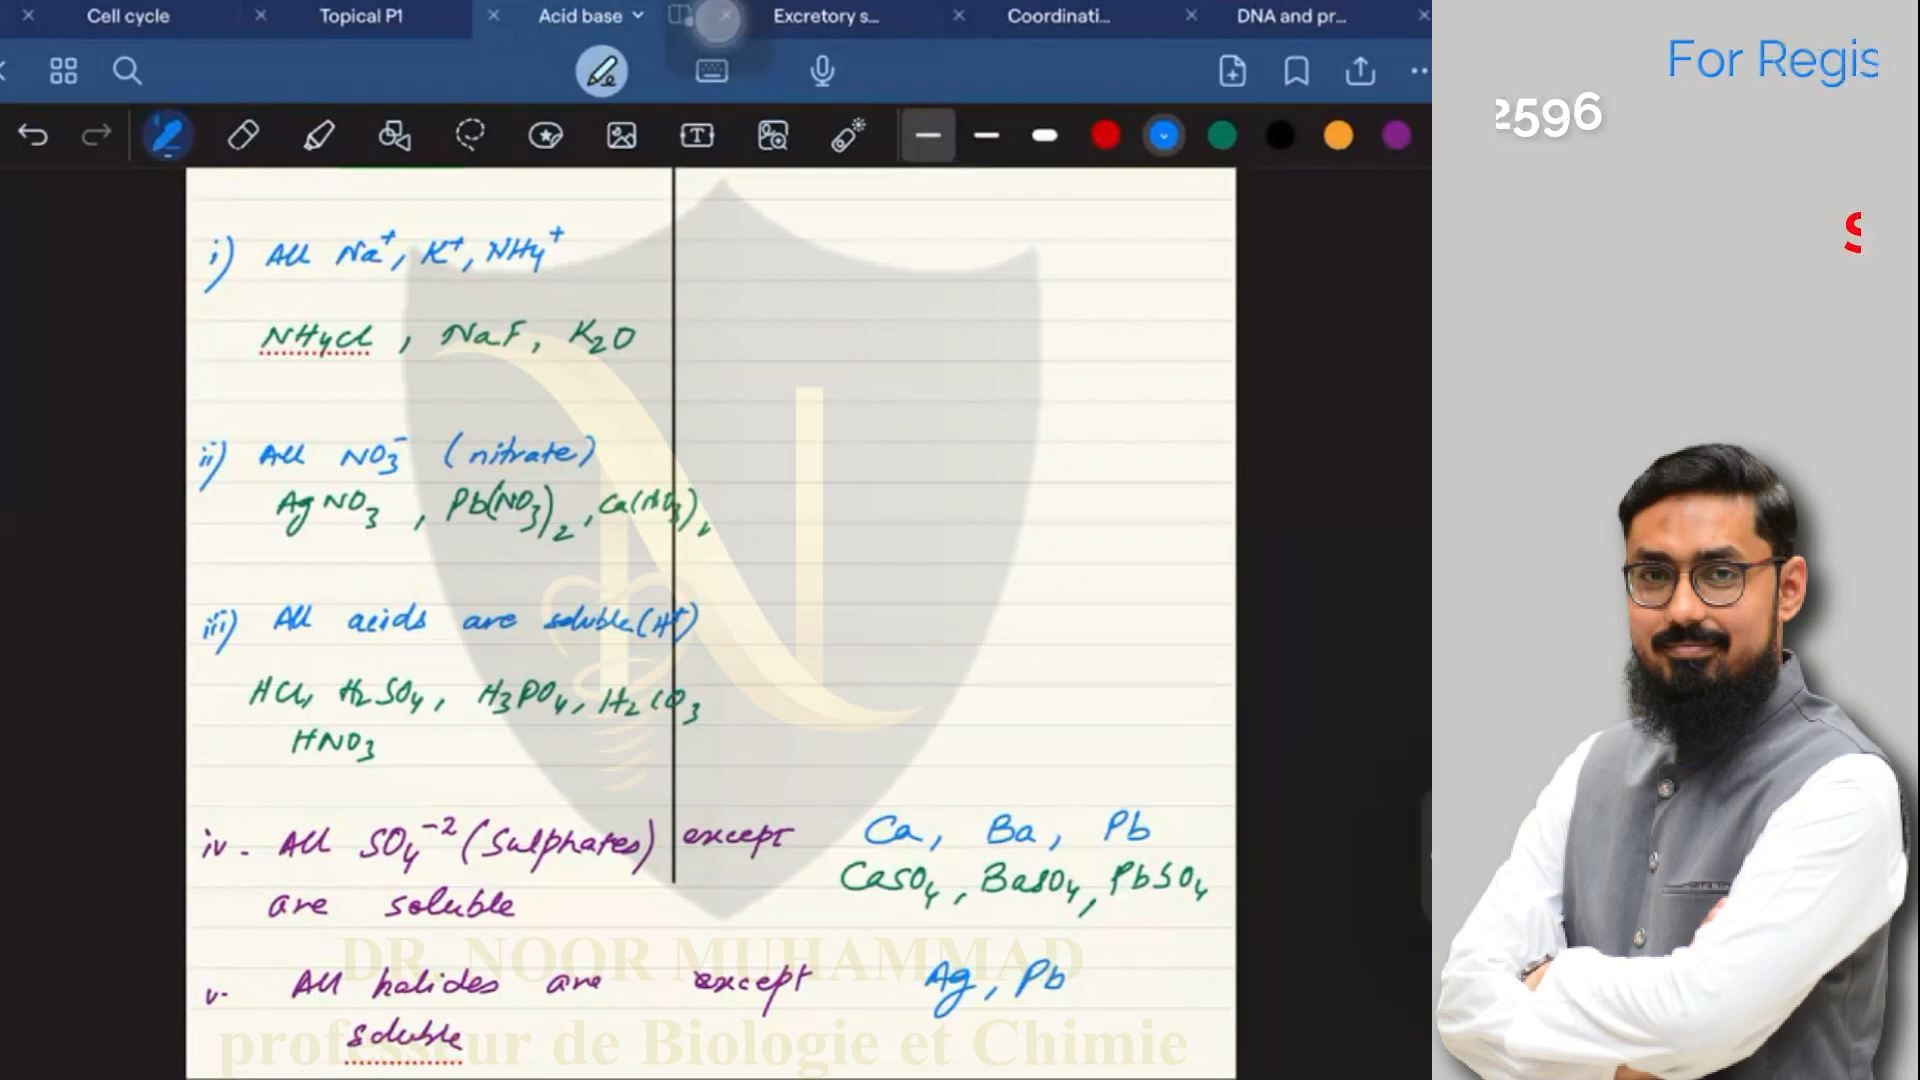 Cell cycle
Topical P1
Acid base
Excretory s...
Coordinati...
DNA and pr...
For Regis
2596
S
i) All Na⁺, K⁺, NH4⁺
NH4Cl, NaF, K2O
ii) All NO3⁻ (nitrate)
AgNO3, Pb(NO3)2, Ca(NO3)2
iii) All acids are soluble (H⁺)
HCl, H2SO4, H3PO4, H2CO3
HNO3
iv. All SO4⁻² (Sulphates) except Ca, Ba, Pb
CaSO4, BaSO4, PbSO4
are soluble
DR. NOOR MUHAMMAD
v. All halides are except Ag, Pb
soluble
professeur de Biologie et Chimie